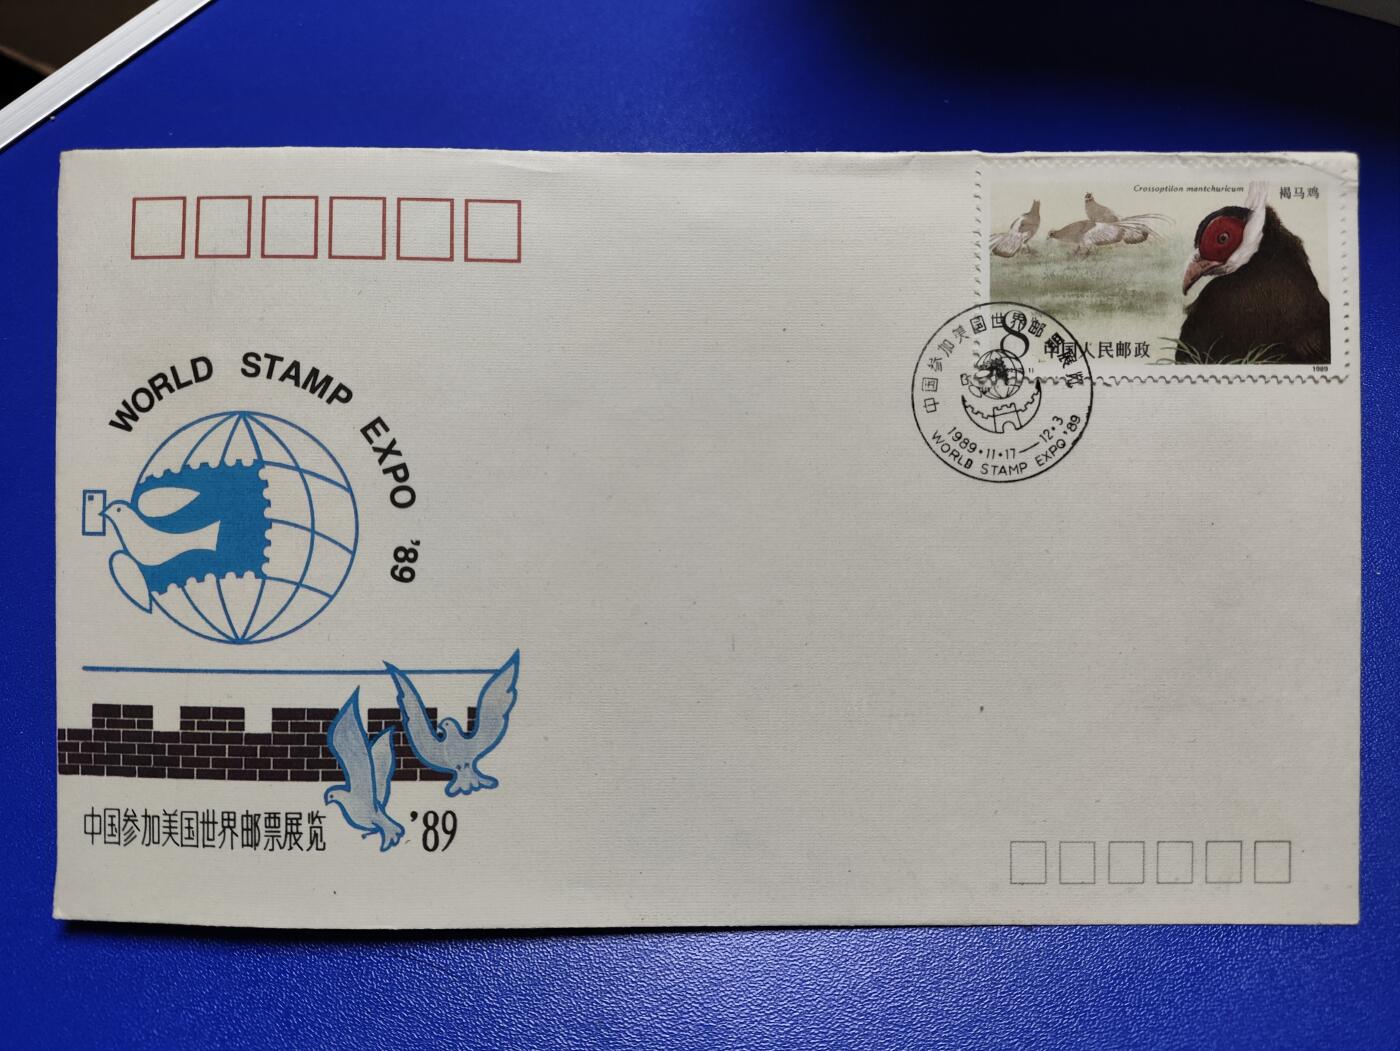 Crossoptilon mantchuricum
褐马鸡
8
中国人民邮政
1989
中国参加美国世界邮票展览
1989·11·17—12·3
WORLD STAMP EXPO '89
WORLD STAMP EXPO '89
中国参加美国世界邮票展览 '89